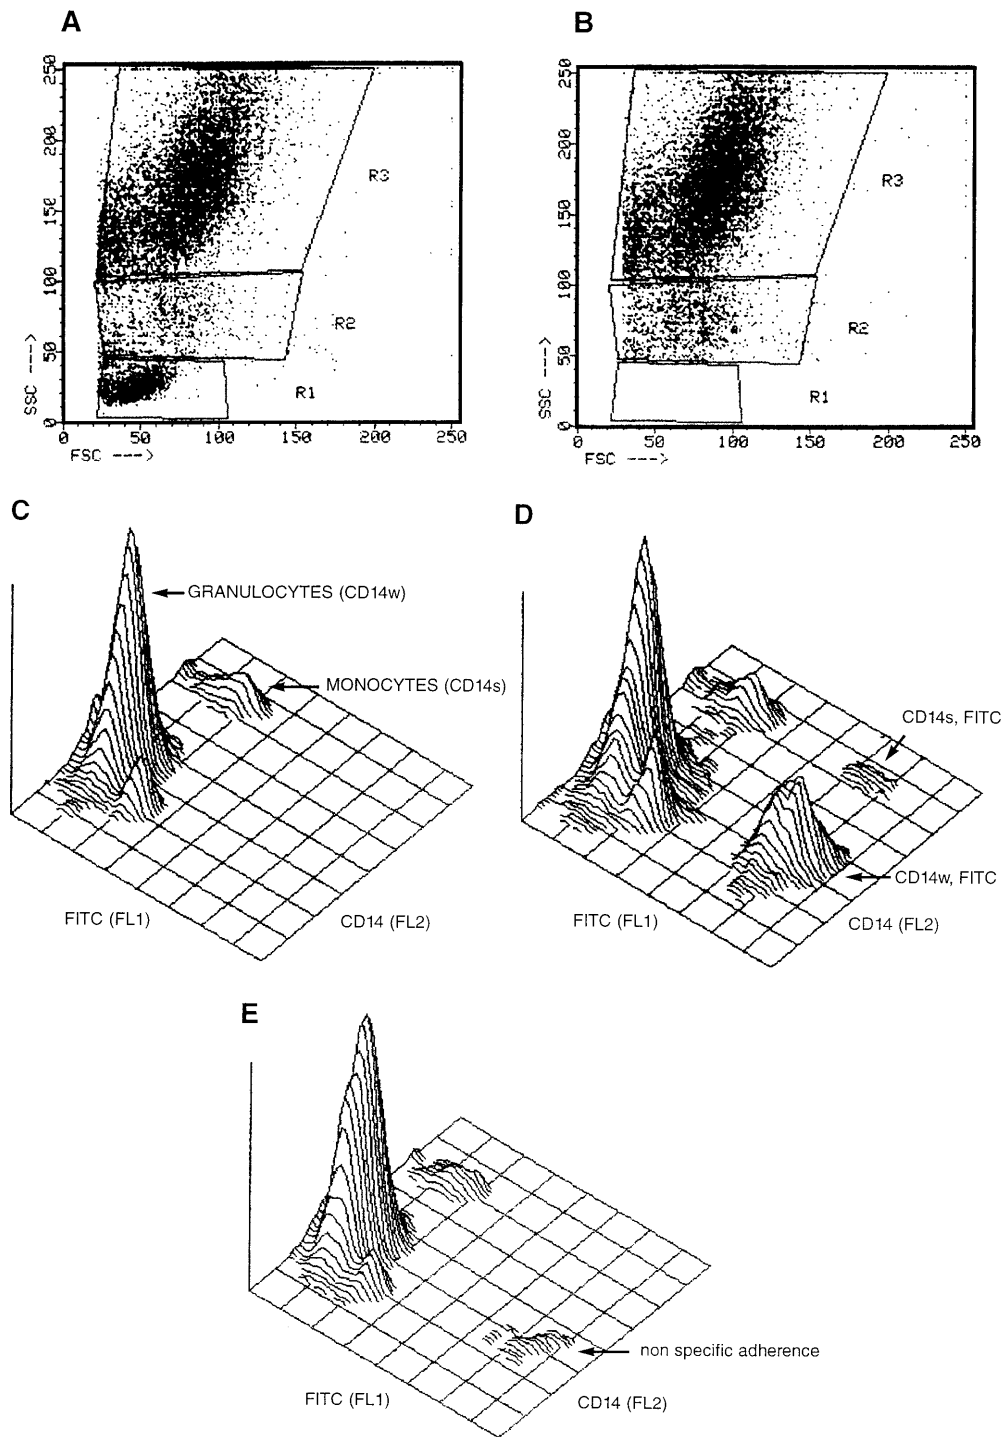 A
250
200
150
100
50
0
SSC --->
0 50 100 150 200 250
FSC --->
R3
R2
R1
B
250
200
150
100
50
0
SSC --->
0 50 100 150 200 250
FSC --->
R3
R2
R1
C
GRANULOCYTES (CD14w)
MONOCYTES (CD14s)
FITC (FL1)
CD14 (FL2)
D
CD14s, FITC
CD14w, FITC
FITC (FL1)
CD14 (FL2)
E
non specific adherence
FITC (FL1)
CD14 (FL2)